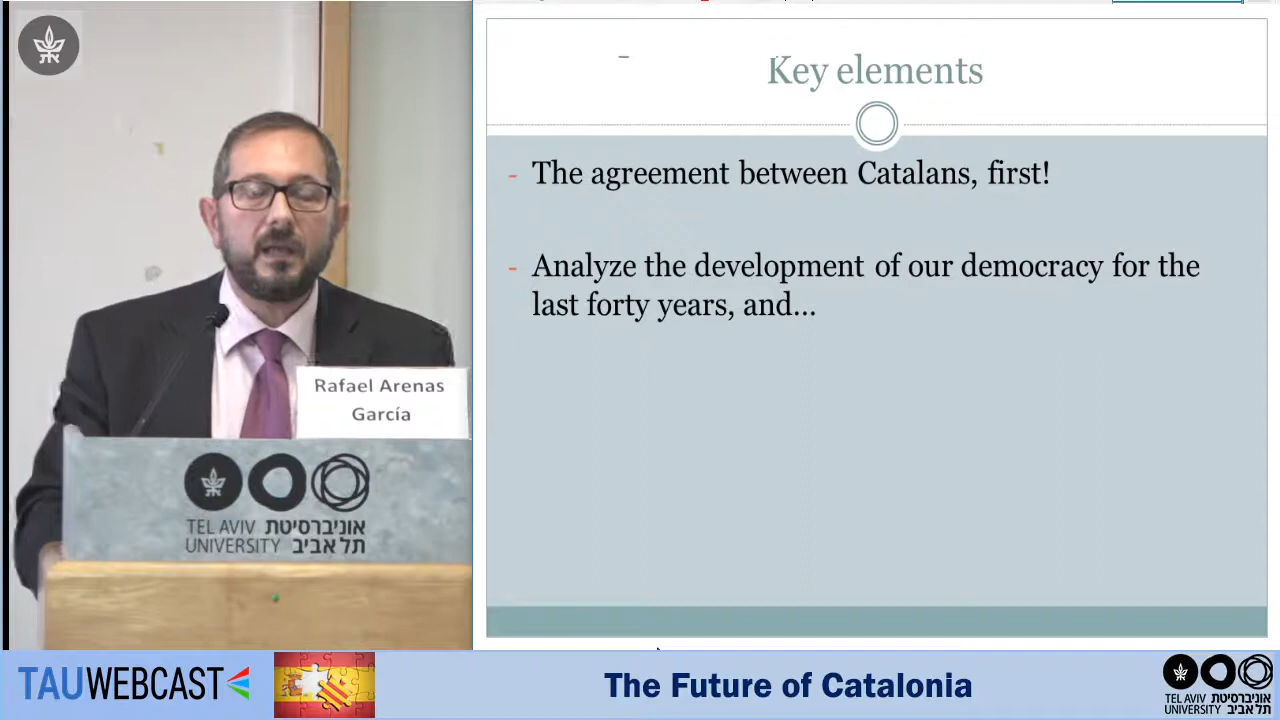 את
Key elements
- The agreement between Catalans, first!
- Analyze the development of our democracy for the
last forty years, and...
Rafael Arenas
García
TEL AVIV אוניברסיטת
UNIVERSITY תל אביב
TAUWEBCAST
The Future of Catalonia
TEL AVIV אוניברסיטת
UNIVERSITY תל אביב